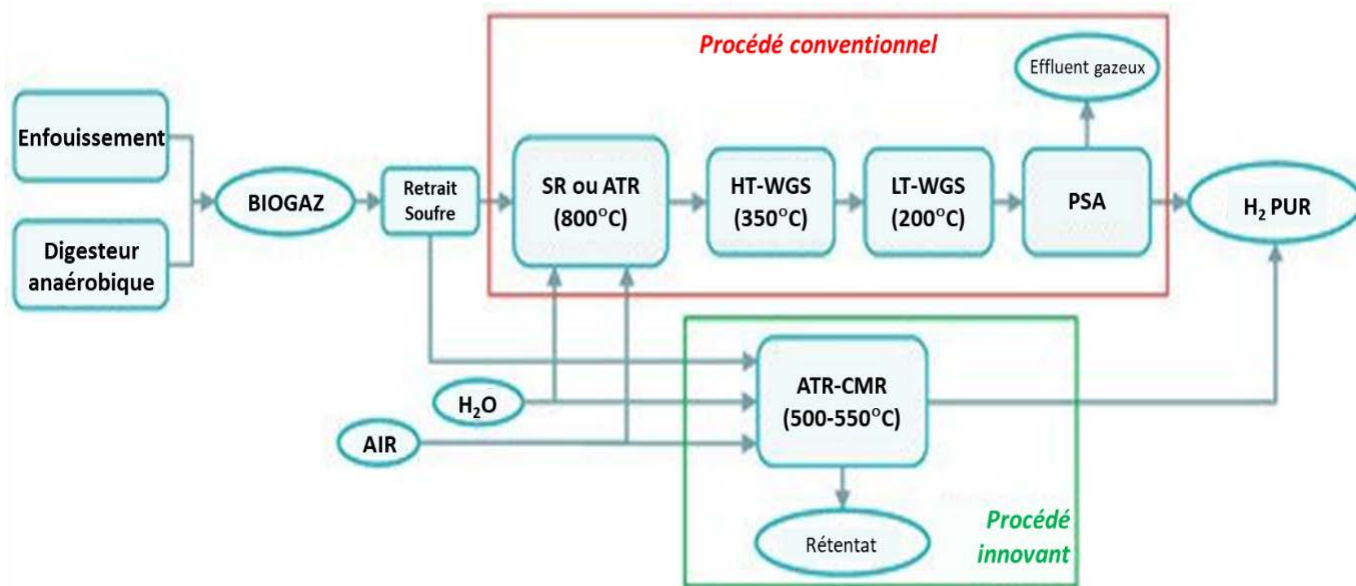 Procédé conventionnel
Effluent gazeux
Enfouissement
BIOGAZ
Digesteur
anaérobique
Retrait
Soufre
SR ou ATR
(800°C)
HT-WGS
(350°C)
LT-WGS
(200°C)
PSA
H₂ PUR
ATR-CMR
(500-550°C)
H₂O
AIR
Rétentat
Procédé
innovant